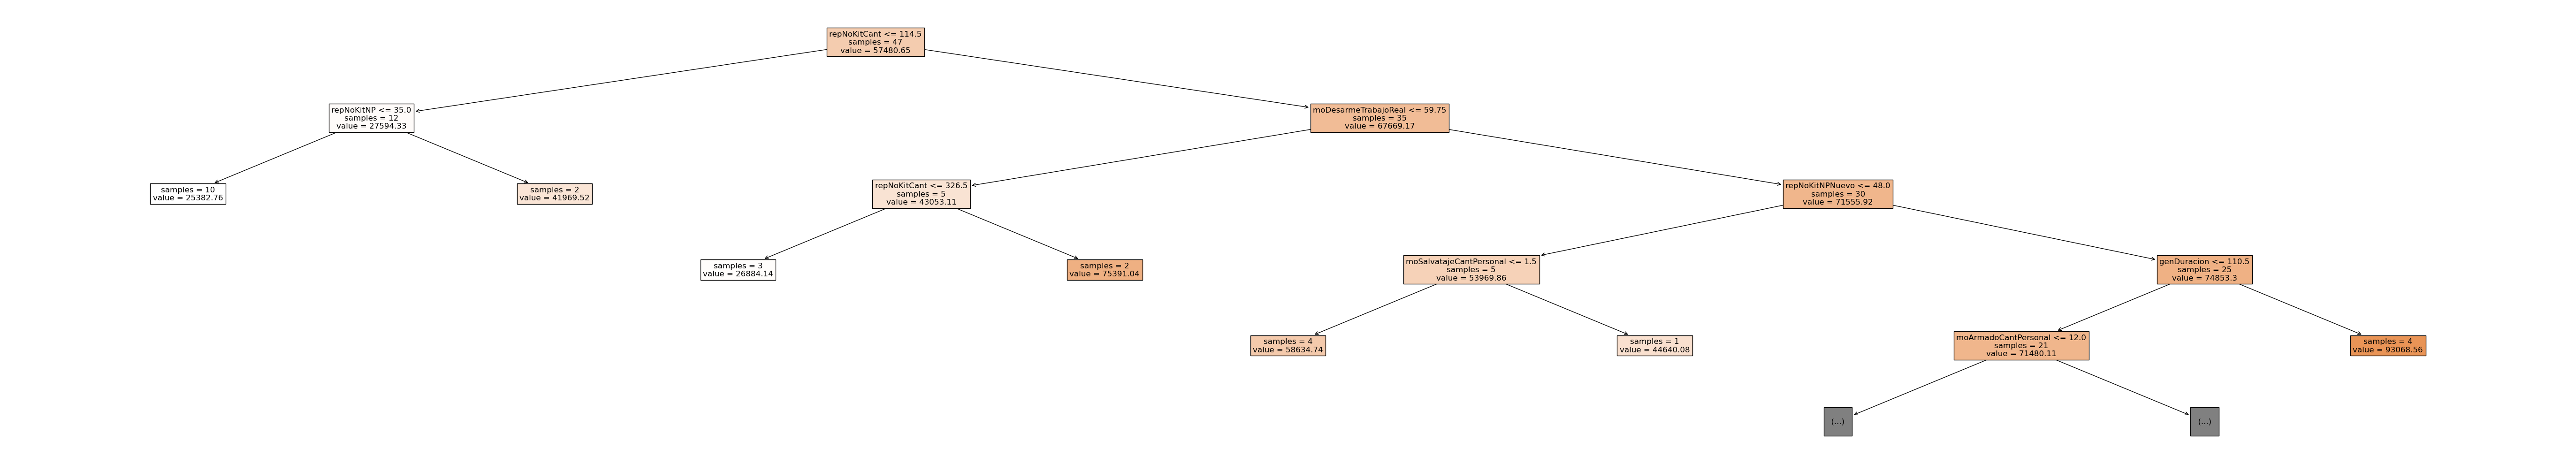 repNoKitCant <= 114.5
samples = 47
value = 57480.65
repNoKitNP <= 35.0
samples = 12
value = 27594.33
moDesarmeTrabajoReal <= 59.75
samples = 35
value = 67669.17
samples = 10
value = 25382.76
samples = 2
value = 41969.52
repNoKitCant <= 326.5
samples = 5
value = 43053.11
repNoKitNPNuevo <= 48.0
samples = 30
value = 71555.92
samples = 3
value = 26884.14
samples = 2
value = 75391.04
moSalvatajeCantPersonal <= 1.5
samples = 5
value = 53969.86
genDuracion <= 110.5
samples = 25
value = 74853.3
samples = 4
value = 58634.74
samples = 1
value = 44640.08
moArmadoCantPersonal <= 12.0
samples = 21
value = 71480.11
samples = 4
value = 93068.56
(...)
(...)